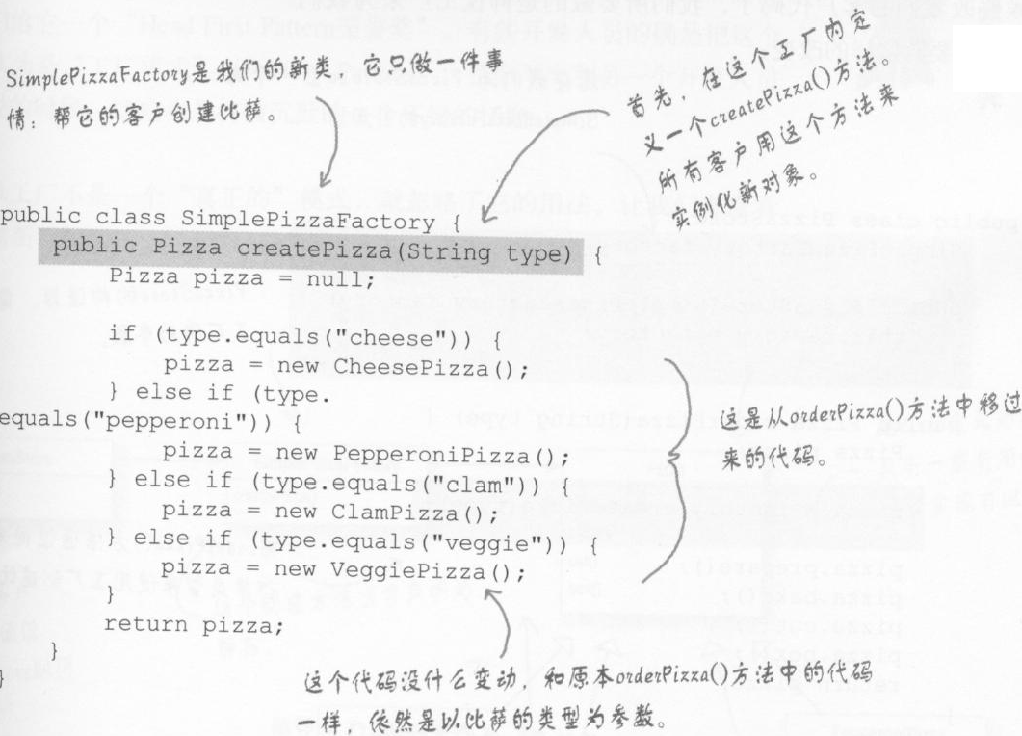 SimplePizzaFactory是我们的新类，它只做一件事
情：帮它的客户创建比萨。
首先，在这个工厂内定
义一个createPizza()方法。
所有客户用这个方法来
实例化新对象。
public class SimplePizzaFactory {
public Pizza createPizza(String type) {
Pizza pizza = null;
if (type.equals("cheese")) {
pizza = new CheesePizza();
} else if (type.
equals("pepperoni")) {
pizza = new PepperoniPizza();
} else if (type.equals("clam")) {
pizza = new ClamPizza();
} else if (type.equals("veggie")) {
pizza = new VeggiePizza();
}
return pizza;
}
}
这是从orderPizza()方法中移过
来的代码。
这个代码没什么变动，和原本orderPizza()方法中的代码
一样，依然是以比萨的类型为参数。